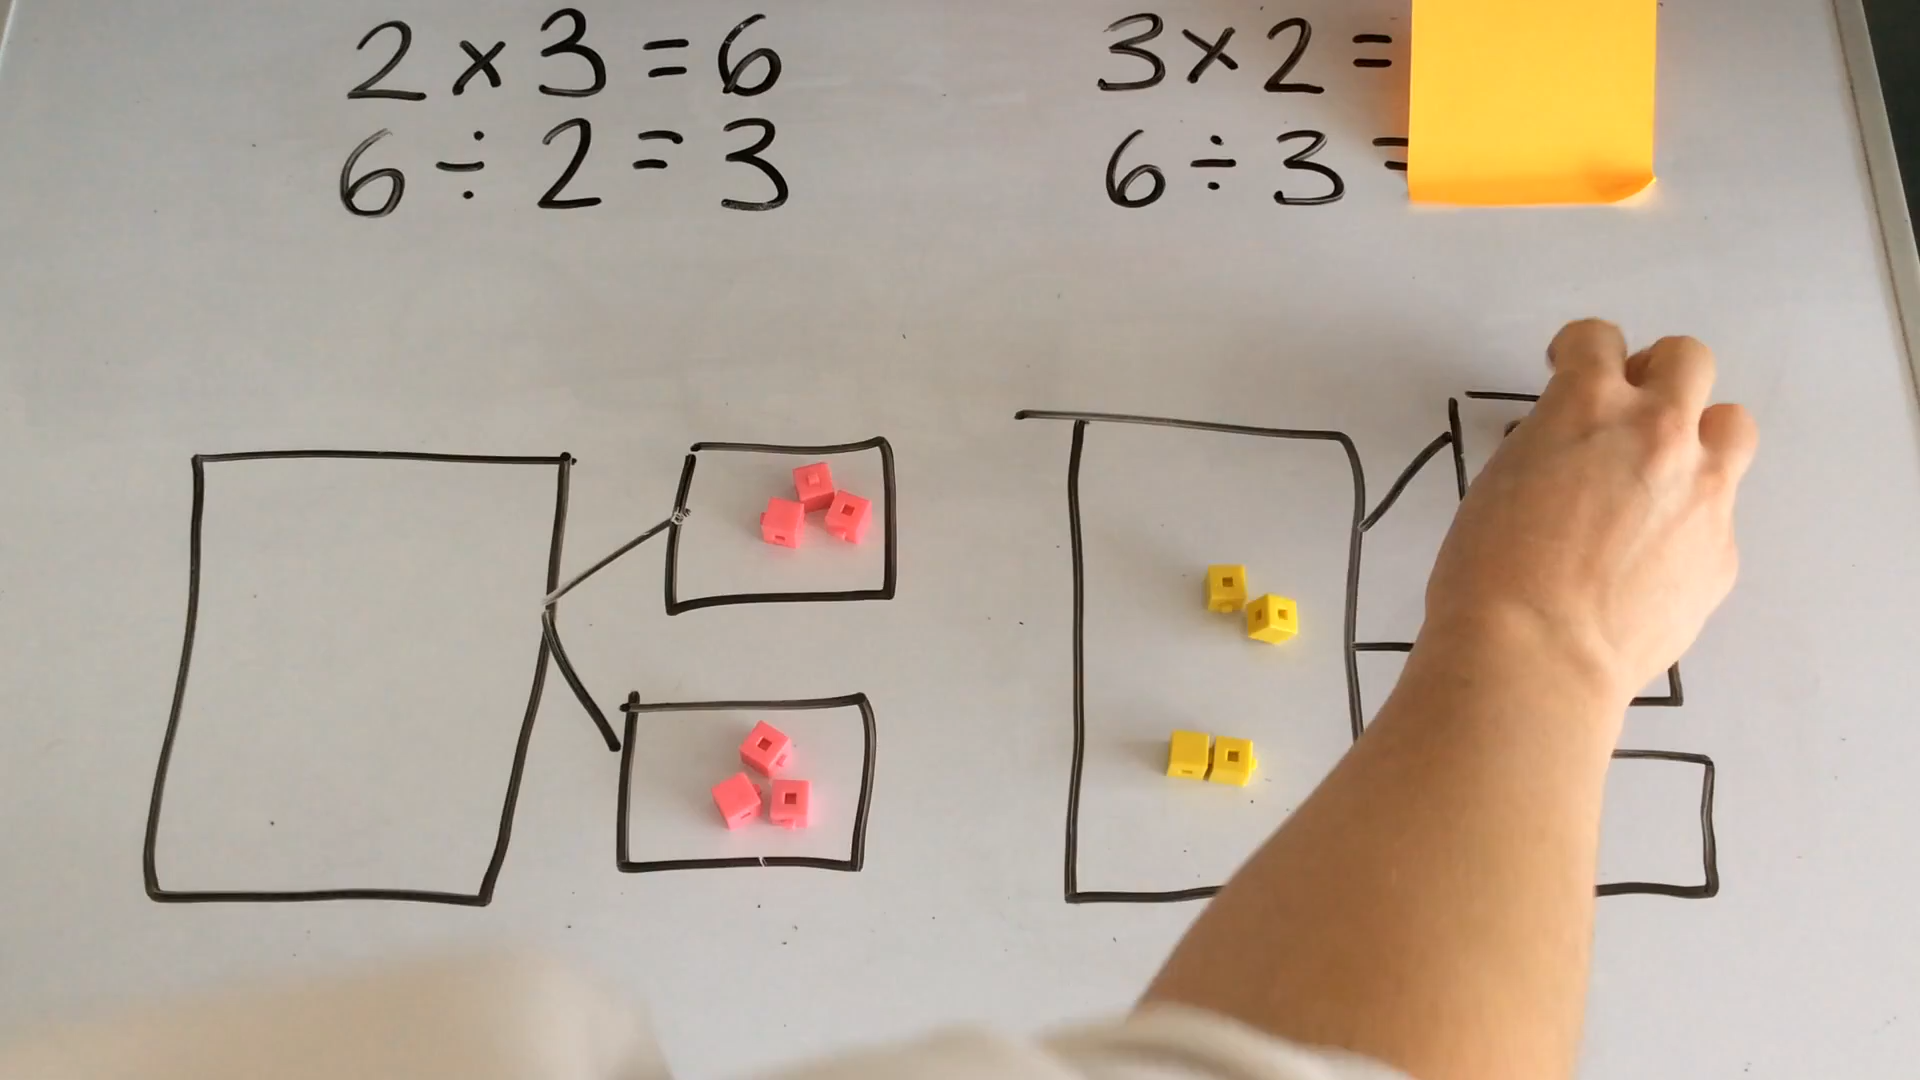 2 × 3 = 6
6 ÷ 2 = 3
3 × 2 =
6 ÷ 3 =